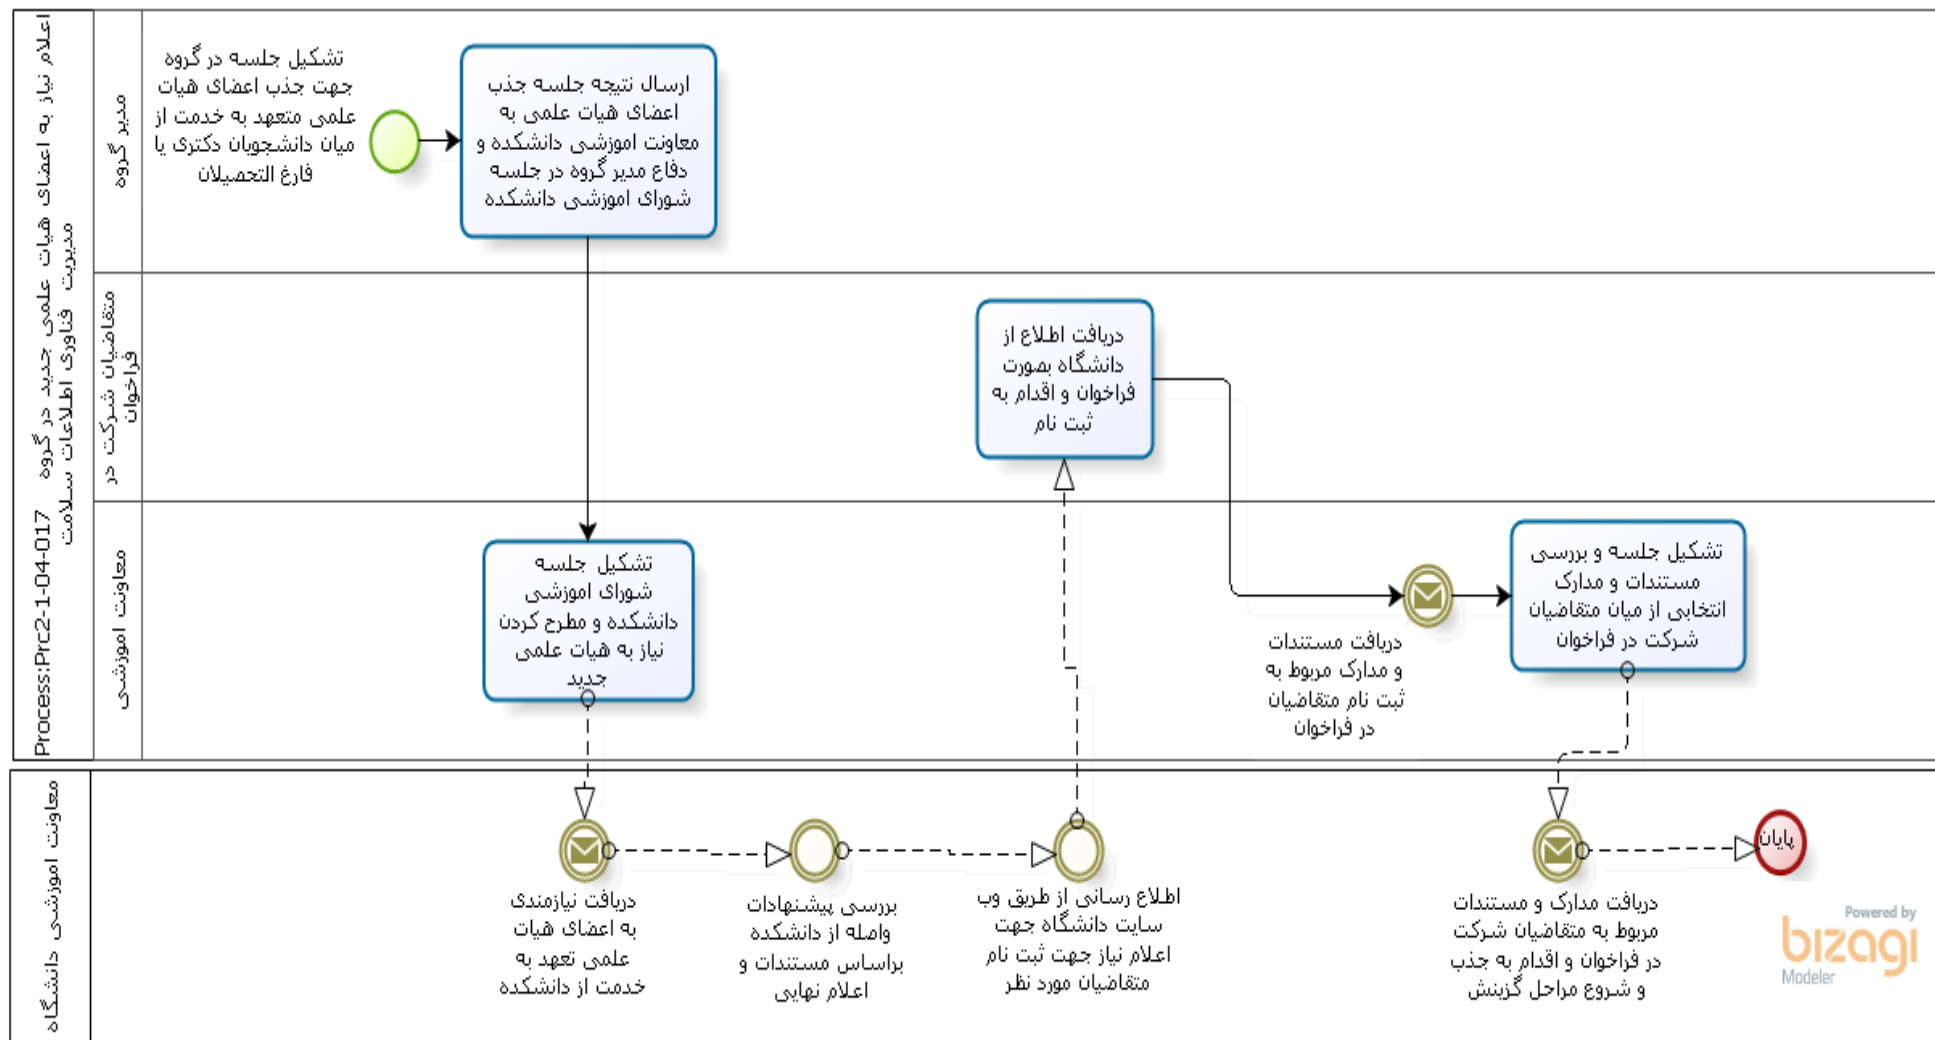 Process:Prc2-1-04-017 اعلام نیاز به اعضای هیات علمی جدید در گروه
مدیریت فناوری اطلاعات سلامت
مدیر گروه
تشکیل جلسه در گروه
جهت جذب اعضای هیات
علمی متعهد به خدمت از
میان دانشجویان دکتری یا
فارغ التحصیلان
ارسال نتیجه جلسه جذب
اعضای هیات علمی به
معاونت اموزشی دانشکده و
دفاع مدیر گروه در جلسه
شورای اموزشی دانشکده
متقاضیان شرکت در
فراخوان
دریافت اطلاع از
دانشگاه بصورت
فراخوان و اقدام به
ثبت نام
معاونت اموزشی
تشکیل جلسه
شورای اموزشی
دانشکده و مطرح کردن
نیاز به هیات علمی
جدید
دریافت مستندات
و مدارک مربوط به
ثبت نام متقاضیان
در فراخوان
تشکیل جلسه و بررسی
مستندات و مدارک
انتخابی از میان متقاضیان
شرکت در فراخوان
معاونت اموزشی دانشگاه
دریافت نیازمندی
به اعضای هیات
علمی تعهد به
خدمت از دانشکده
بررسی پیشنهادات
واصله از دانشکده
براساس مستندات و
اعلام نهایی
اطلاع رسانی از طریق وب
سایت دانشگاه جهت
اعلام نیاز جهت ثبت نام
متقاضیان مورد نظر
دریافت مدارک و مستندات
مربوط به متقاضیان شرکت
در فراخوان و اقدام به جذب
و شروع مراحل گزینش
پایان
Powered by
bizagi
Modeler